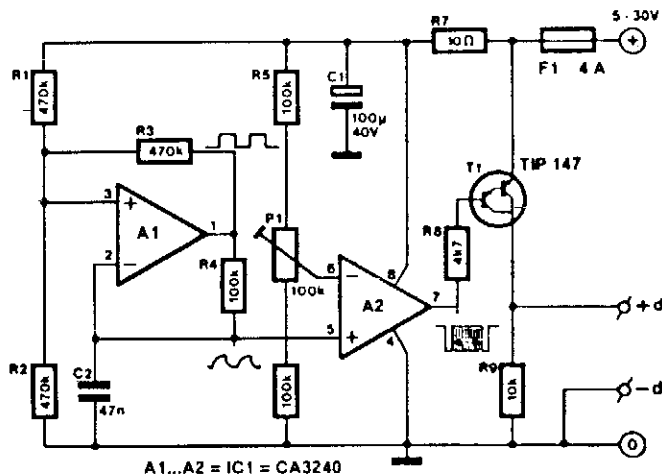 R7
10Ω
5 - 30V
+
F1 4 A
R1
470k
R5
100k
C1
100µ
40V
R3
470k
T1
TIP 147
3
+
A1
1
2
−
P1
100k
R8
4k7
R4
100k
6
−
8
A2
7
5
+
4
+d
R2
470k
C2
47n
100k
R9
10k
−d
0
A1...A2 = IC1 = CA3240